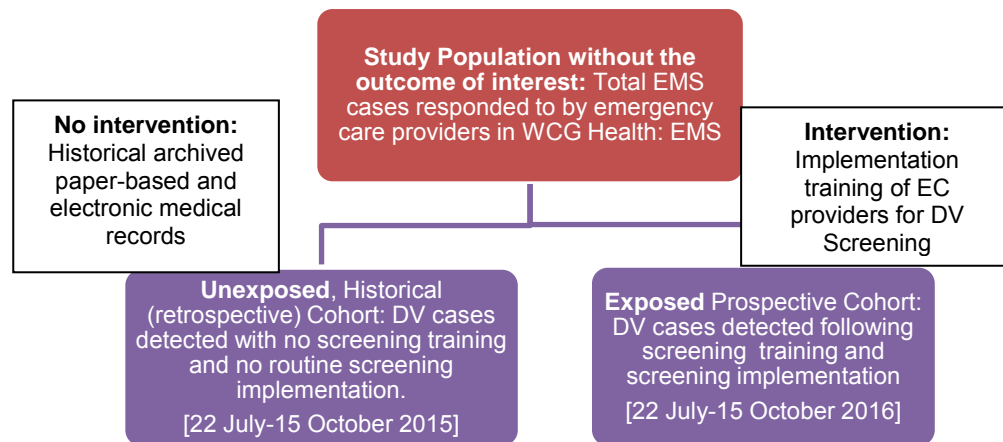 Study Population without the
outcome of interest: Total EMS
cases responded to by emergency
care providers in WCG Health: EMS
No intervention:
Historical archived
paper-based and
electronic medical
records
Intervention:
Implementation
training of EC
providers for DV
Screening
Unexposed, Historical
(retrospective) Cohort: DV cases
detected with no screening training
and no routine screening
implementation.
[22 July-15 October 2015]
Exposed Prospective Cohort:
DV cases detected following
screening training and
screening implementation
[22 July-15 October 2016]